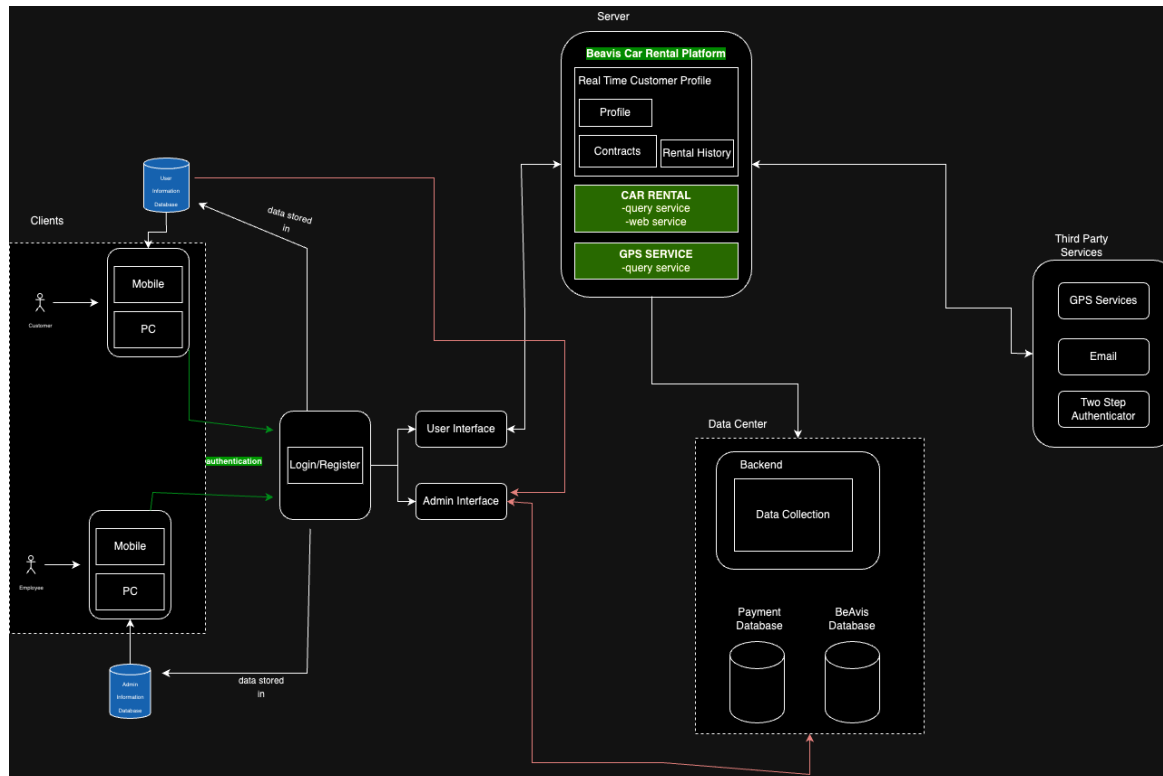 Server
Beavis Car Rental Platform
Real Time Customer Profile
Profile
Contracts
Rental History
CAR RENTAL
-query service
-web service
GPS SERVICE
-query service
User
Information
Database
data stored
in
Clients
Mobile
PC
Customer
authentication
Login/Register
User Interface
Admin Interface
Mobile
PC
Employee
Admin
Information
Database
data stored
in
Third Party
Services
GPS Services
Email
Two Step
Authenticator
Data Center
Backend
Data Collection
Payment
Database
BeAvis
Database